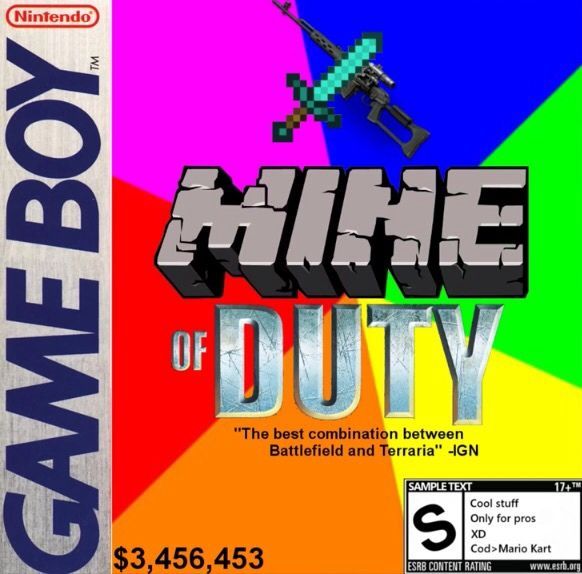 Nintendo®
GAME BOY
TM
MINE
OF DUTY
"The best combination between
Battlefield and Terraria" -IGN
$3,456,453
SAMPLE TEXT 17+™
S
Cool stuff
Only for pros
XD
Cod>Mario Kart
ESRB CONTENT RATING www.esrb.org